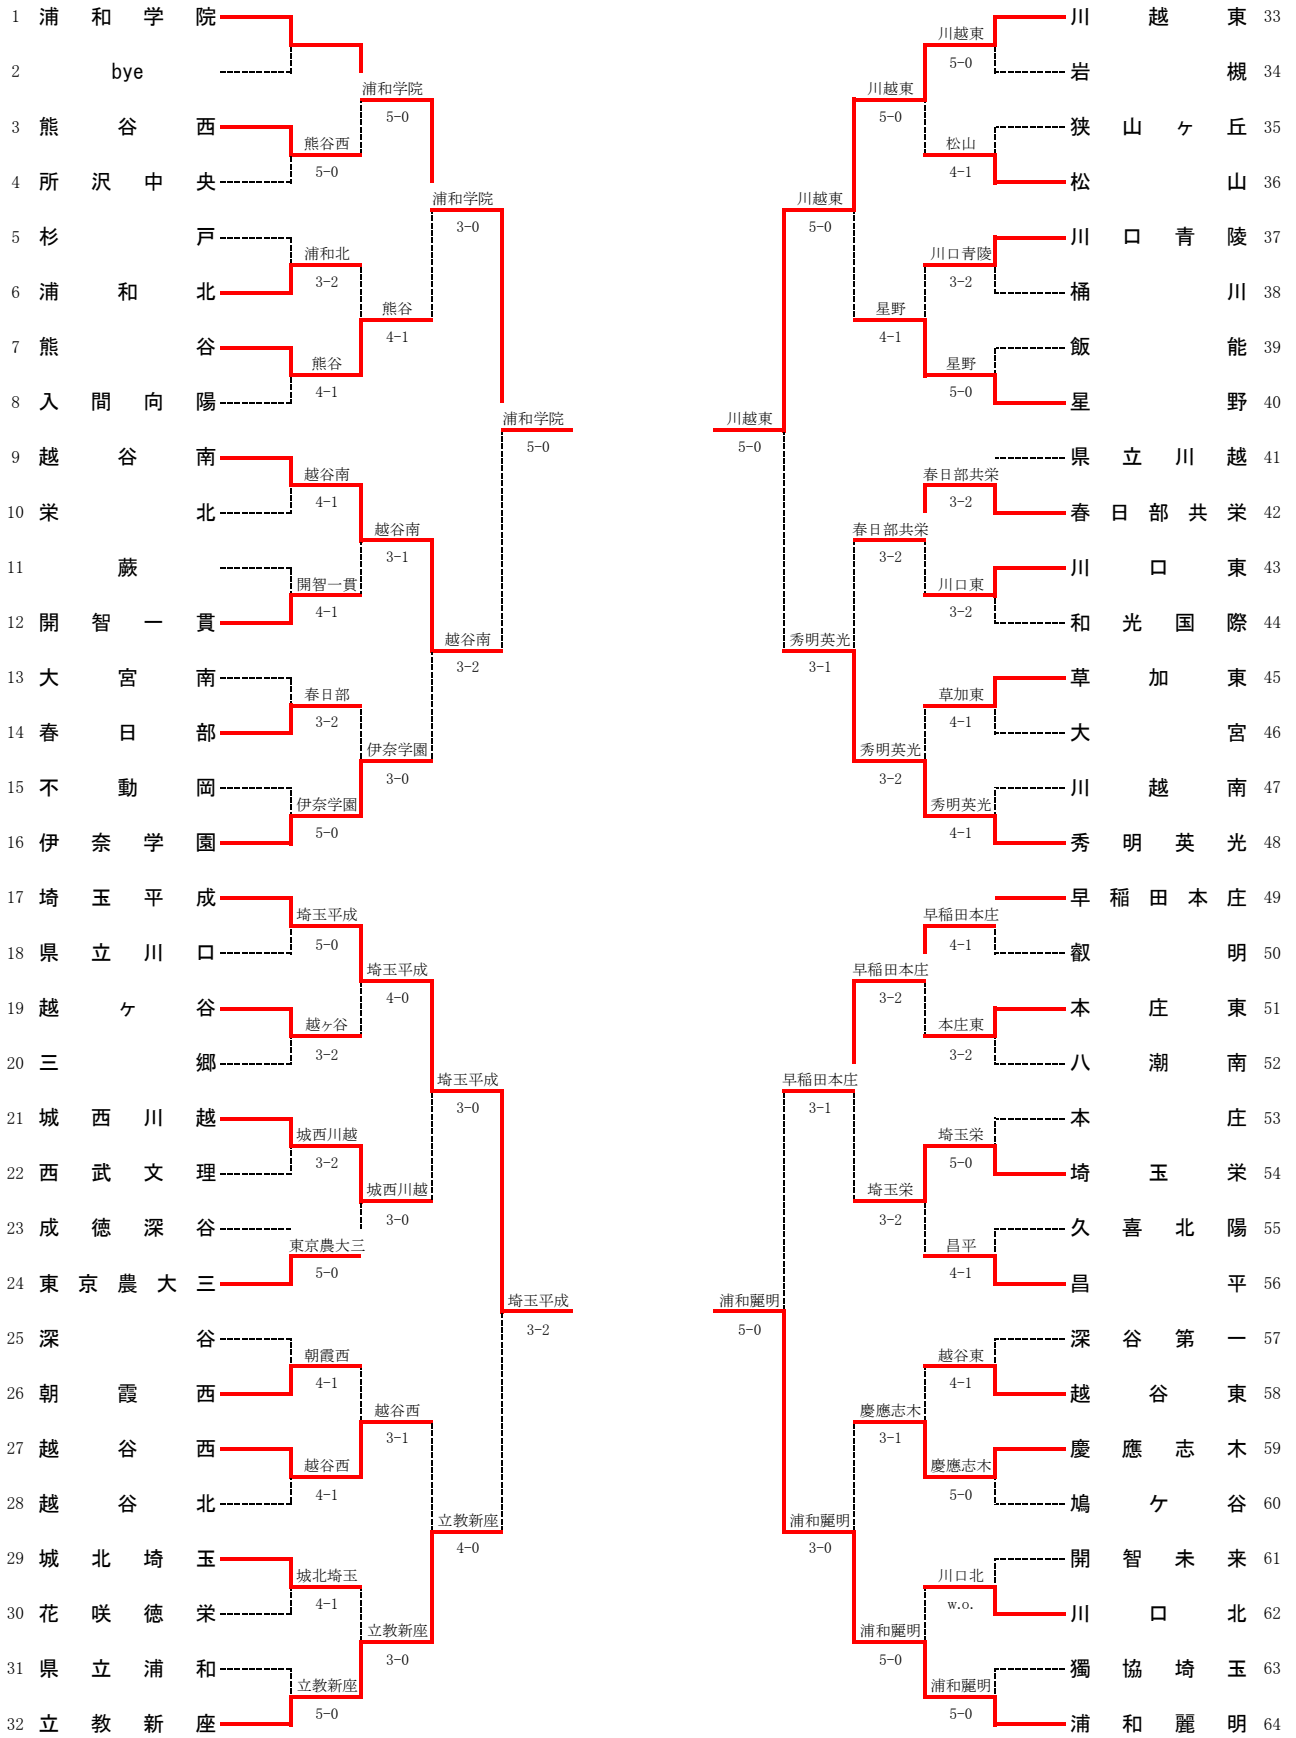 1 浦和学院
2 bye
3 熊谷西
4 所沢中央
5 杉戸
6 浦和北
7 熊谷
8 入間向陽
9 越谷南
10 栄北
11 蕨
12 開智一貫
13 大宮南
14 春日部
15 不動岡
16 伊奈学園
17 埼玉平成
18 県立川口
19 越ヶ谷
20 三郷
21 城西川越
22 西武文理
23 成徳深谷
24 東京農大三
25 深谷
26 朝霞西
27 越谷西
28 越谷北
29 城北埼玉
30 花咲徳栄
31 県立浦和
32 立教新座
熊谷西
5-0
浦和北
3-2
熊谷
4-1
越谷南
4-1
開智一貫
4-1
春日部
3-2
伊奈学園
5-0
埼玉平成
5-0
越ヶ谷
3-2
城西川越
3-2
東京農大三
5-0
朝霞西
4-1
越谷西
4-1
城北埼玉
4-1
立教新座
5-0
浦和学院
5-0
熊谷
4-1
越谷南
3-1
伊奈学園
3-0
埼玉平成
4-0
城西川越
3-0
越谷西
3-1
立教新座
3-0
浦和学院
3-0
越谷南
3-2
埼玉平成
3-0
立教新座
4-0
浦和学院
5-0
埼玉平成
3-2
川越東
5-0
浦和麗明
5-0
川越東
5-0
秀明英光
3-1
早稲田本庄
3-1
浦和麗明
3-0
川越東
5-0
星野
4-1
春日部共栄
3-2
秀明英光
3-2
早稲田本庄
3-2
埼玉栄
3-2
慶應志木
3-1
浦和麗明
5-0
川越東
5-0
松山
4-1
川口青陵
3-2
星野
5-0
春日部共栄
3-2
川口東
3-2
草加東
4-1
秀明英光
4-1
早稲田本庄
4-1
本庄東
3-2
埼玉栄
5-0
昌平
4-1
越谷東
4-1
慶應志木
5-0
川口北
w.o.
浦和麗明
5-0
川越東 33
岩槻 34
狭山ヶ丘 35
松山 36
川口青陵 37
桶川 38
飯能 39
星野 40
県立川越 41
春日部共栄 42
川口東 43
和光国際 44
草加東 45
大宮 46
川越南 47
秀明英光 48
早稲田本庄 49
叡明 50
本庄東 51
八潮南 52
本庄 53
埼玉栄 54
久喜北陽 55
昌平 56
深谷第一 57
越谷東 58
慶應志木 59
鳩ケ谷 60
開智未来 61
川口北 62
獨協埼玉 63
浦和麗明 64